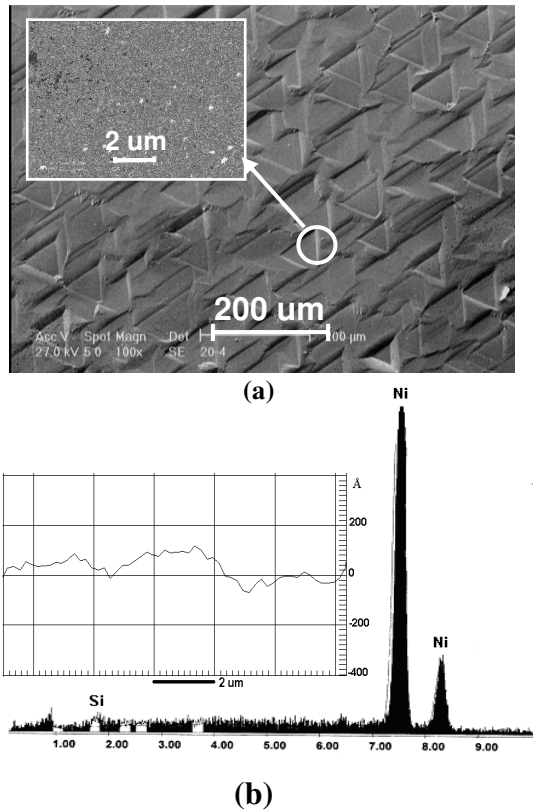 (a)
2 um
200 um
Acc.V Spot Magn Det
27.0 kV 5.0 100x SE 20-4
Ni
Å
200
0
Ni
-200
-400
2 um
Si
1.00 2.00 3.00 4.00 5.00 6.00 7.00 8.00 9.00
(b)